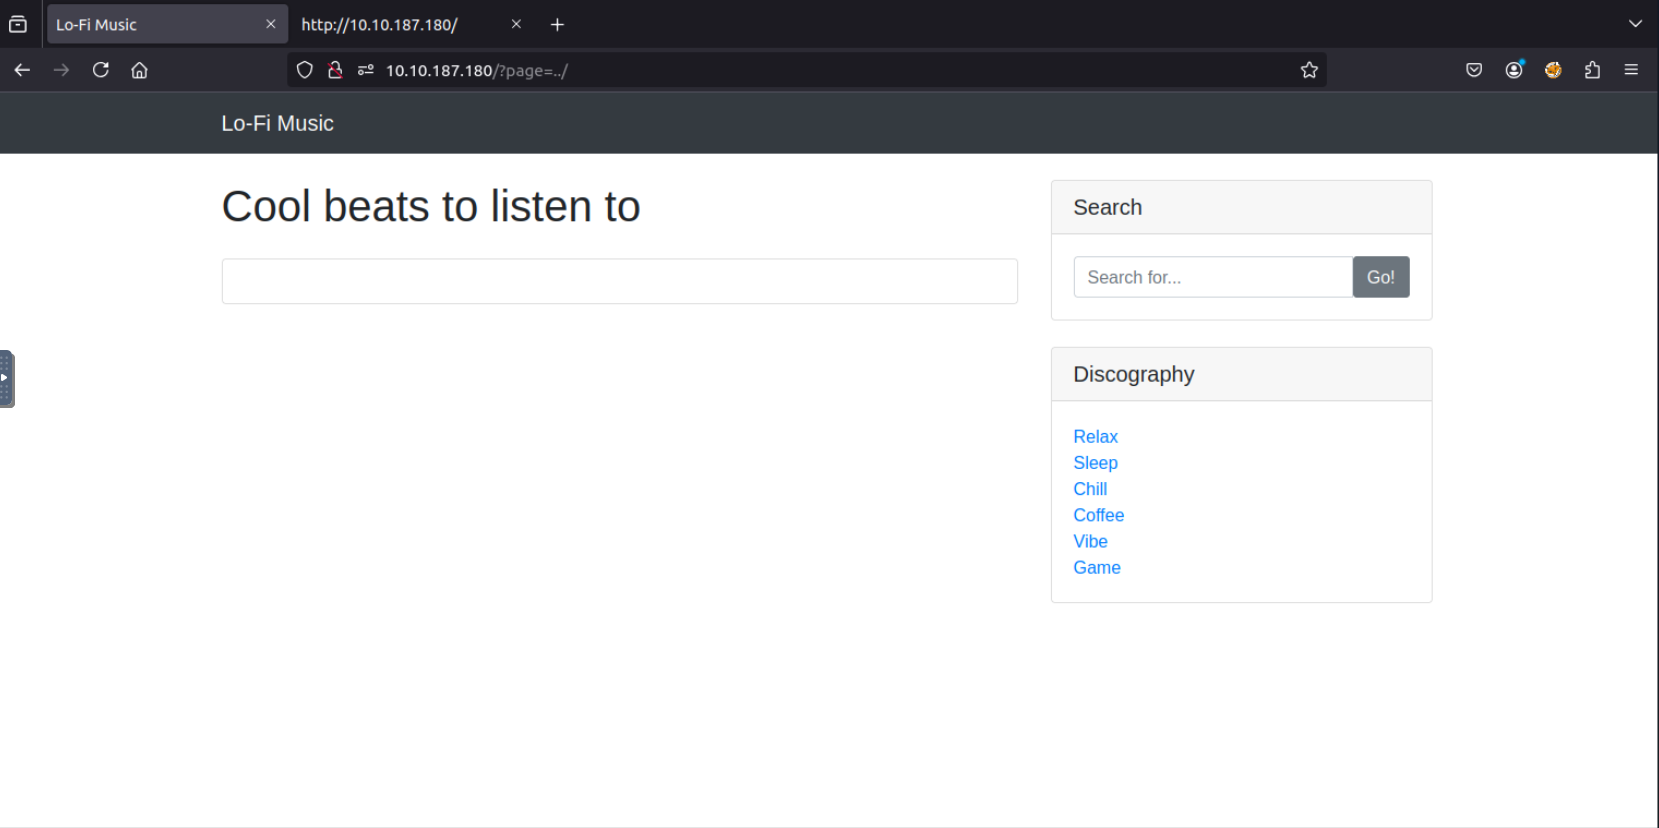 Lo-Fi Music
http://10.10.187.180/
10.10.187.180/?page=../
Lo-Fi Music
Cool beats to listen to
Search
Search for...
Go!
Discography
Relax
Sleep
Chill
Coffee
Vibe
Game